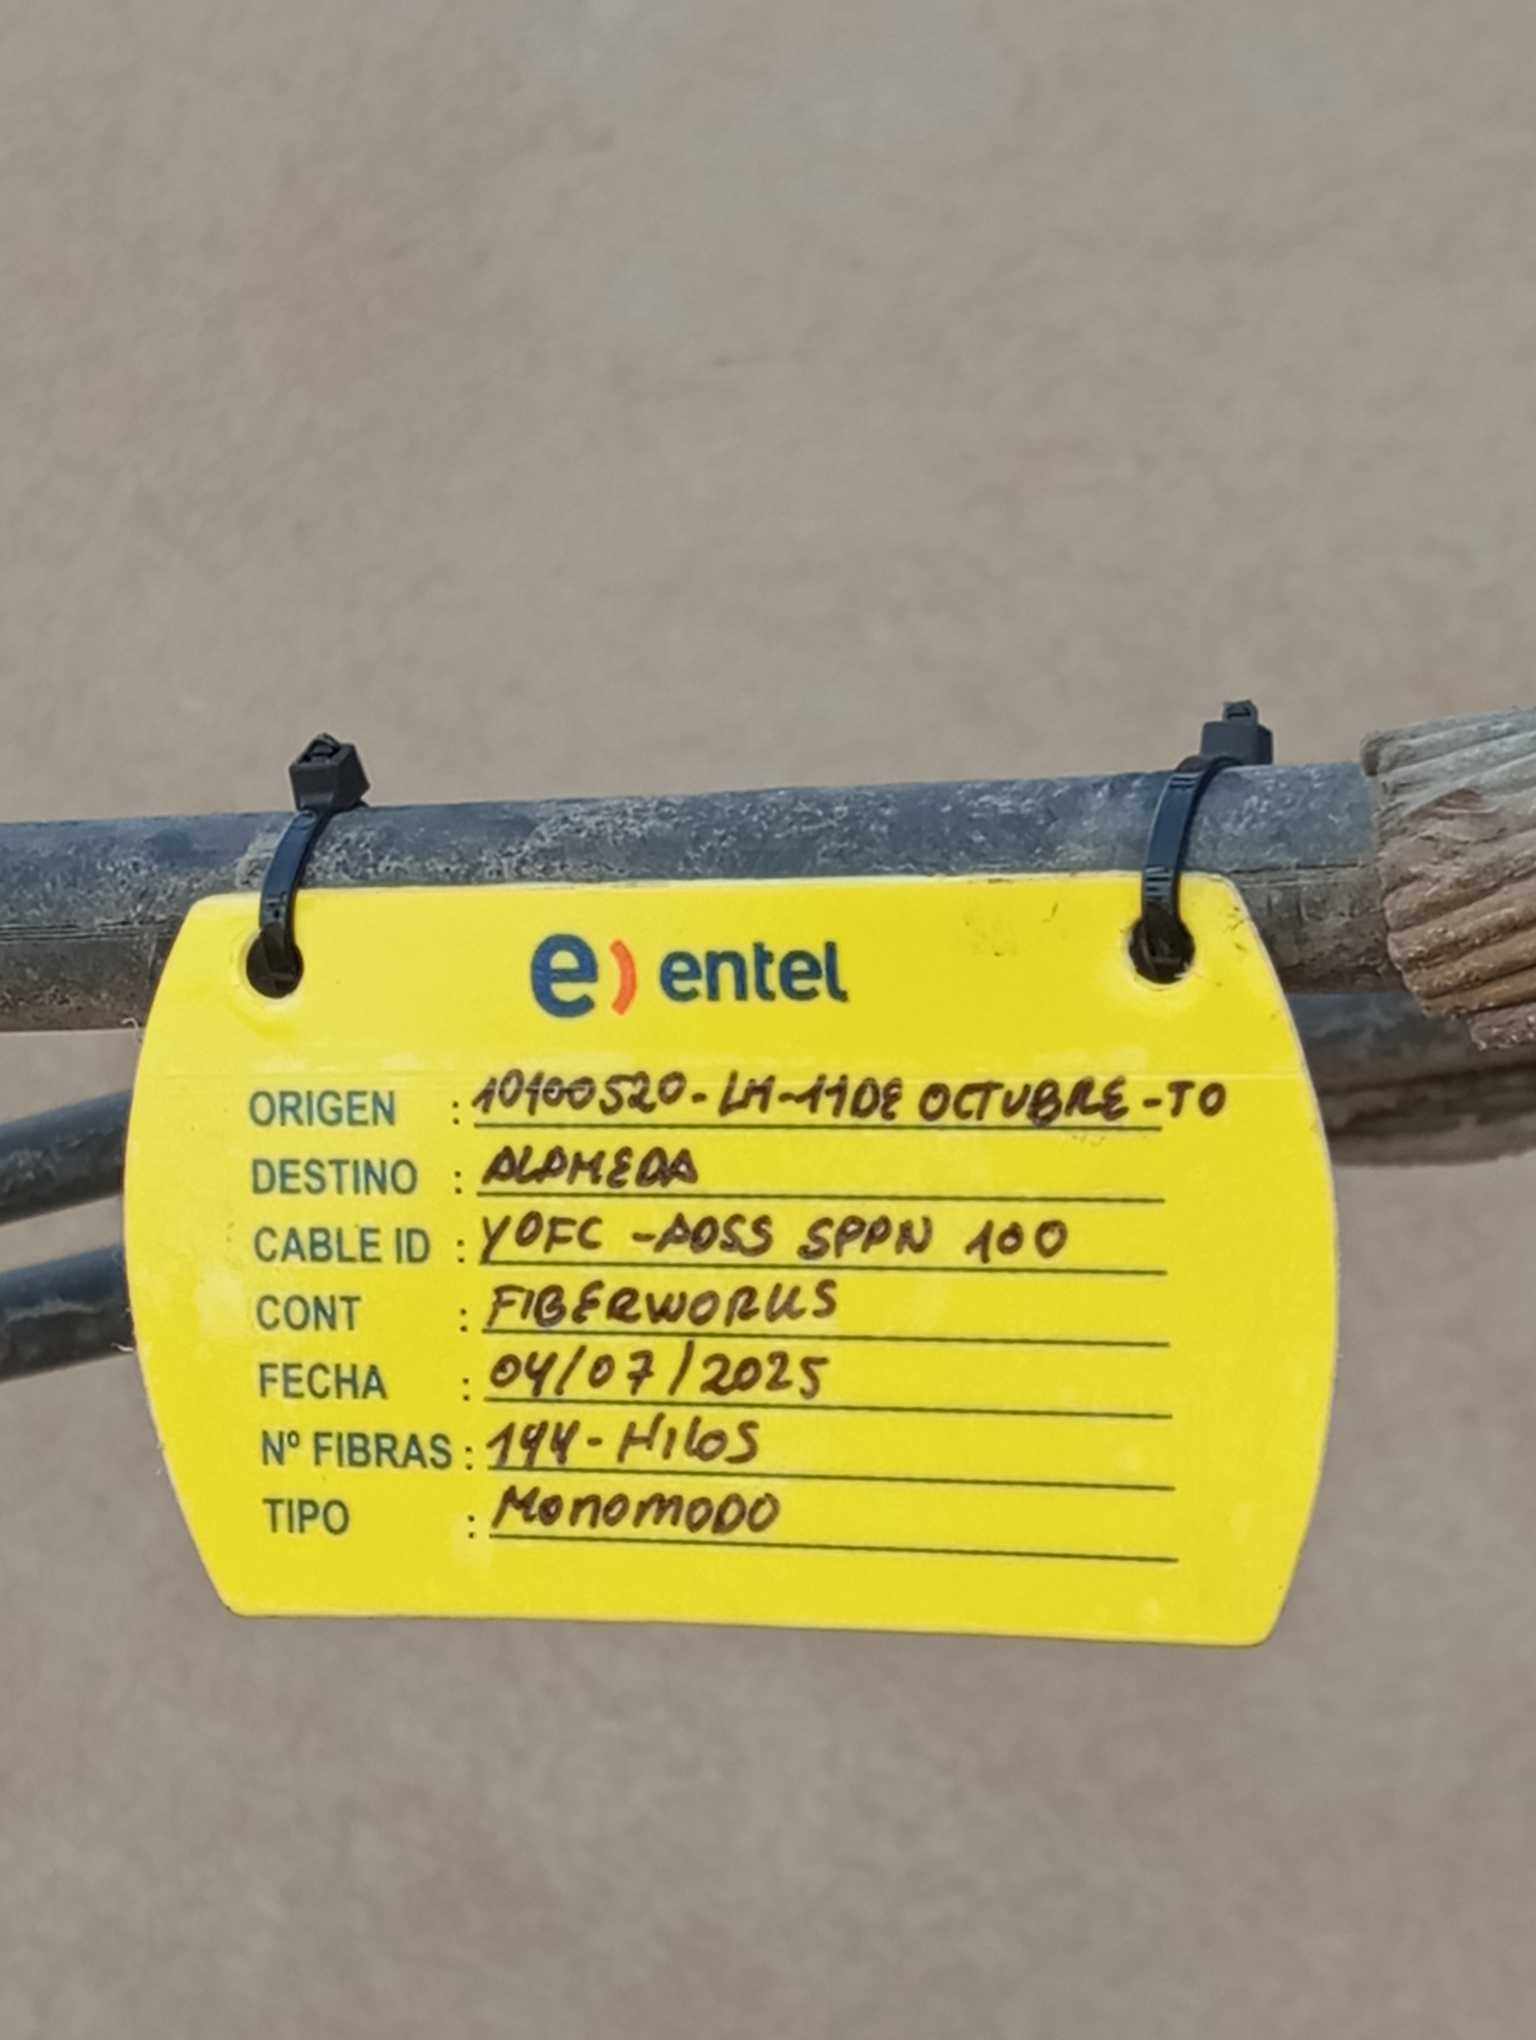 e) entel
ORIGEN : 10100520-LM-11DE OCTUBRE-TO
DESTINO : ALAMEDA
CABLE ID : YOFC -ADSS SPAN 100
CONT : FIBERWORKS
FECHA : 04/07/2025
Nº FIBRAS : 144-Hilos
TIPO : MONOMODO